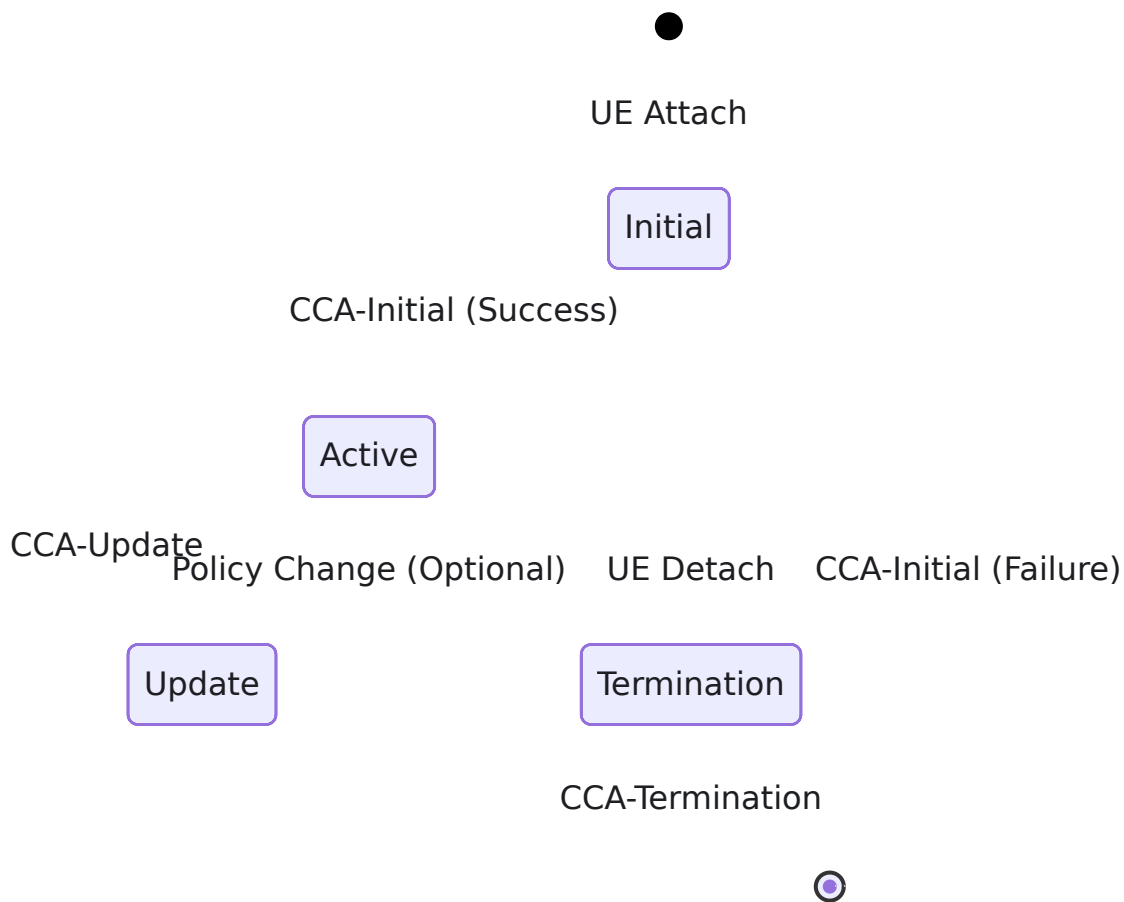 UE Attach
Initial
CCA-Initial (Success)
Active
CCA-Update
Policy Change (Optional)
UE Detach
CCA-Initial (Failure)
Update
Termination
CCA-Termination